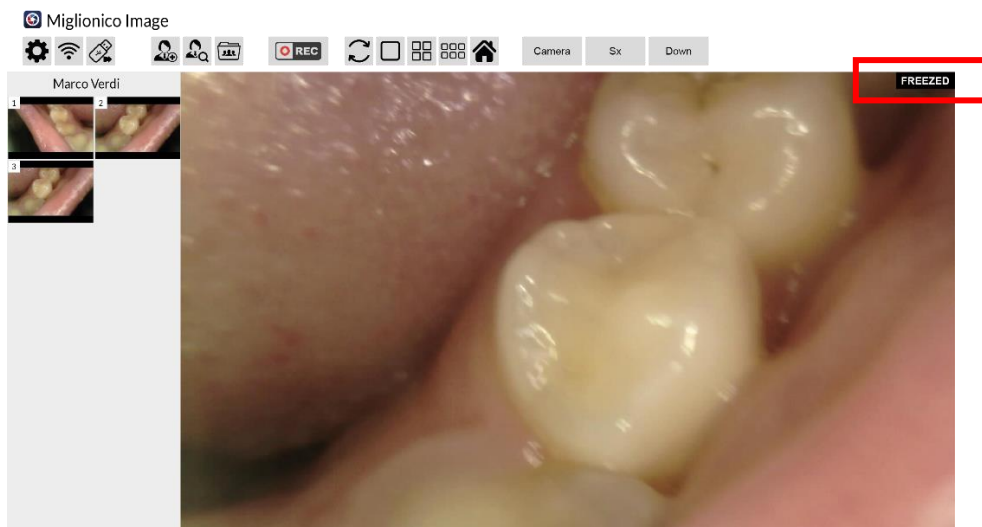 Miglionico Image
REC
Camera Sx Down
Marco Verdi
FREEZED
1 2
3